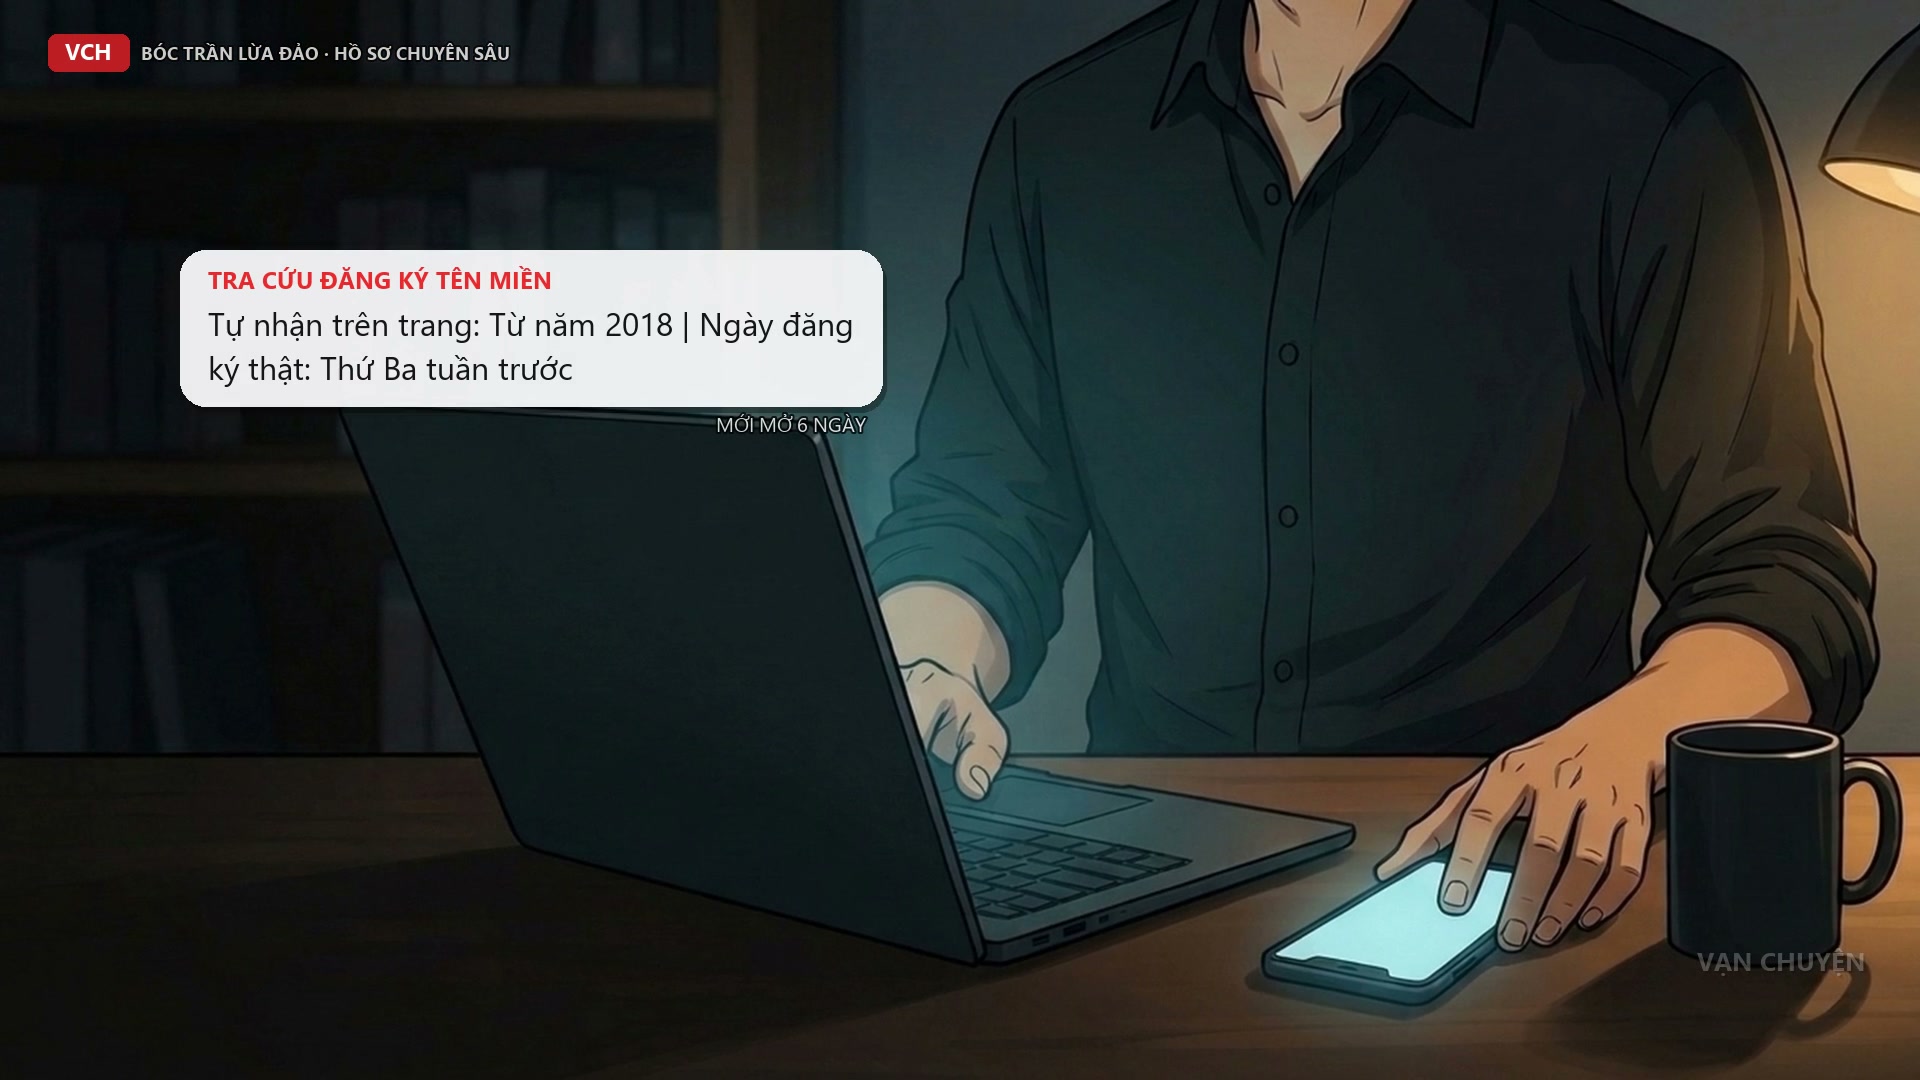 VCH BÓC TRẦN LỪA ĐẢO · HỒ SƠ CHUYÊN SÂU
TRA CỨU ĐĂNG KÝ TÊN MIỀN
Tự nhận trên trang: Từ năm 2018 | Ngày đăng
ký thật: Thứ Ba tuần trước
MỚI MỞ 6 NGÀY
VẠN CHUYỆN